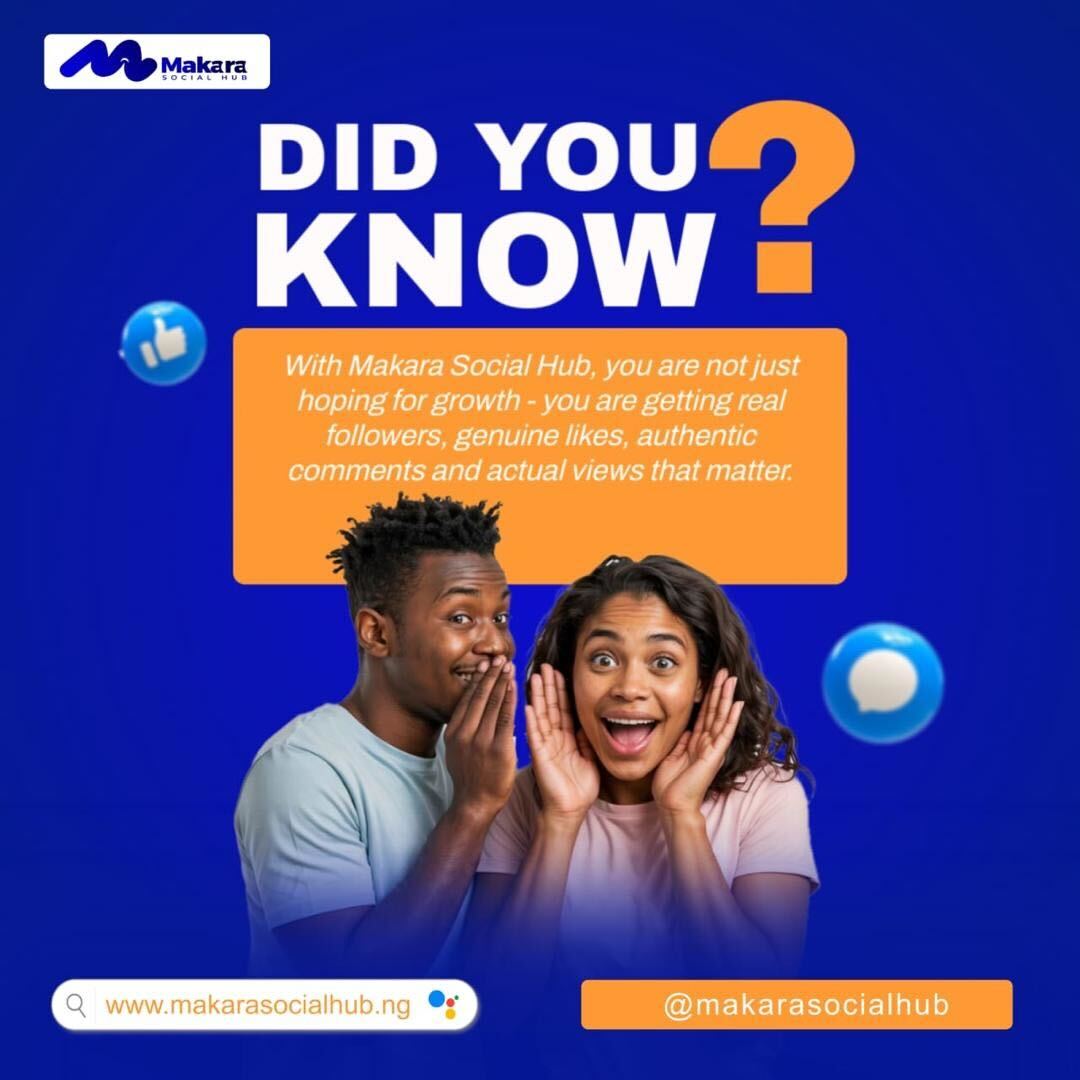 Makara
SOCIAL HUB
DID YOU
KNOW?
With Makara Social Hub, you are not just
hoping for growth - you are getting real
followers, genuine likes, authentic
comments and actual views that matter.
www.makarasocialhub.ng
@makarasocialhub